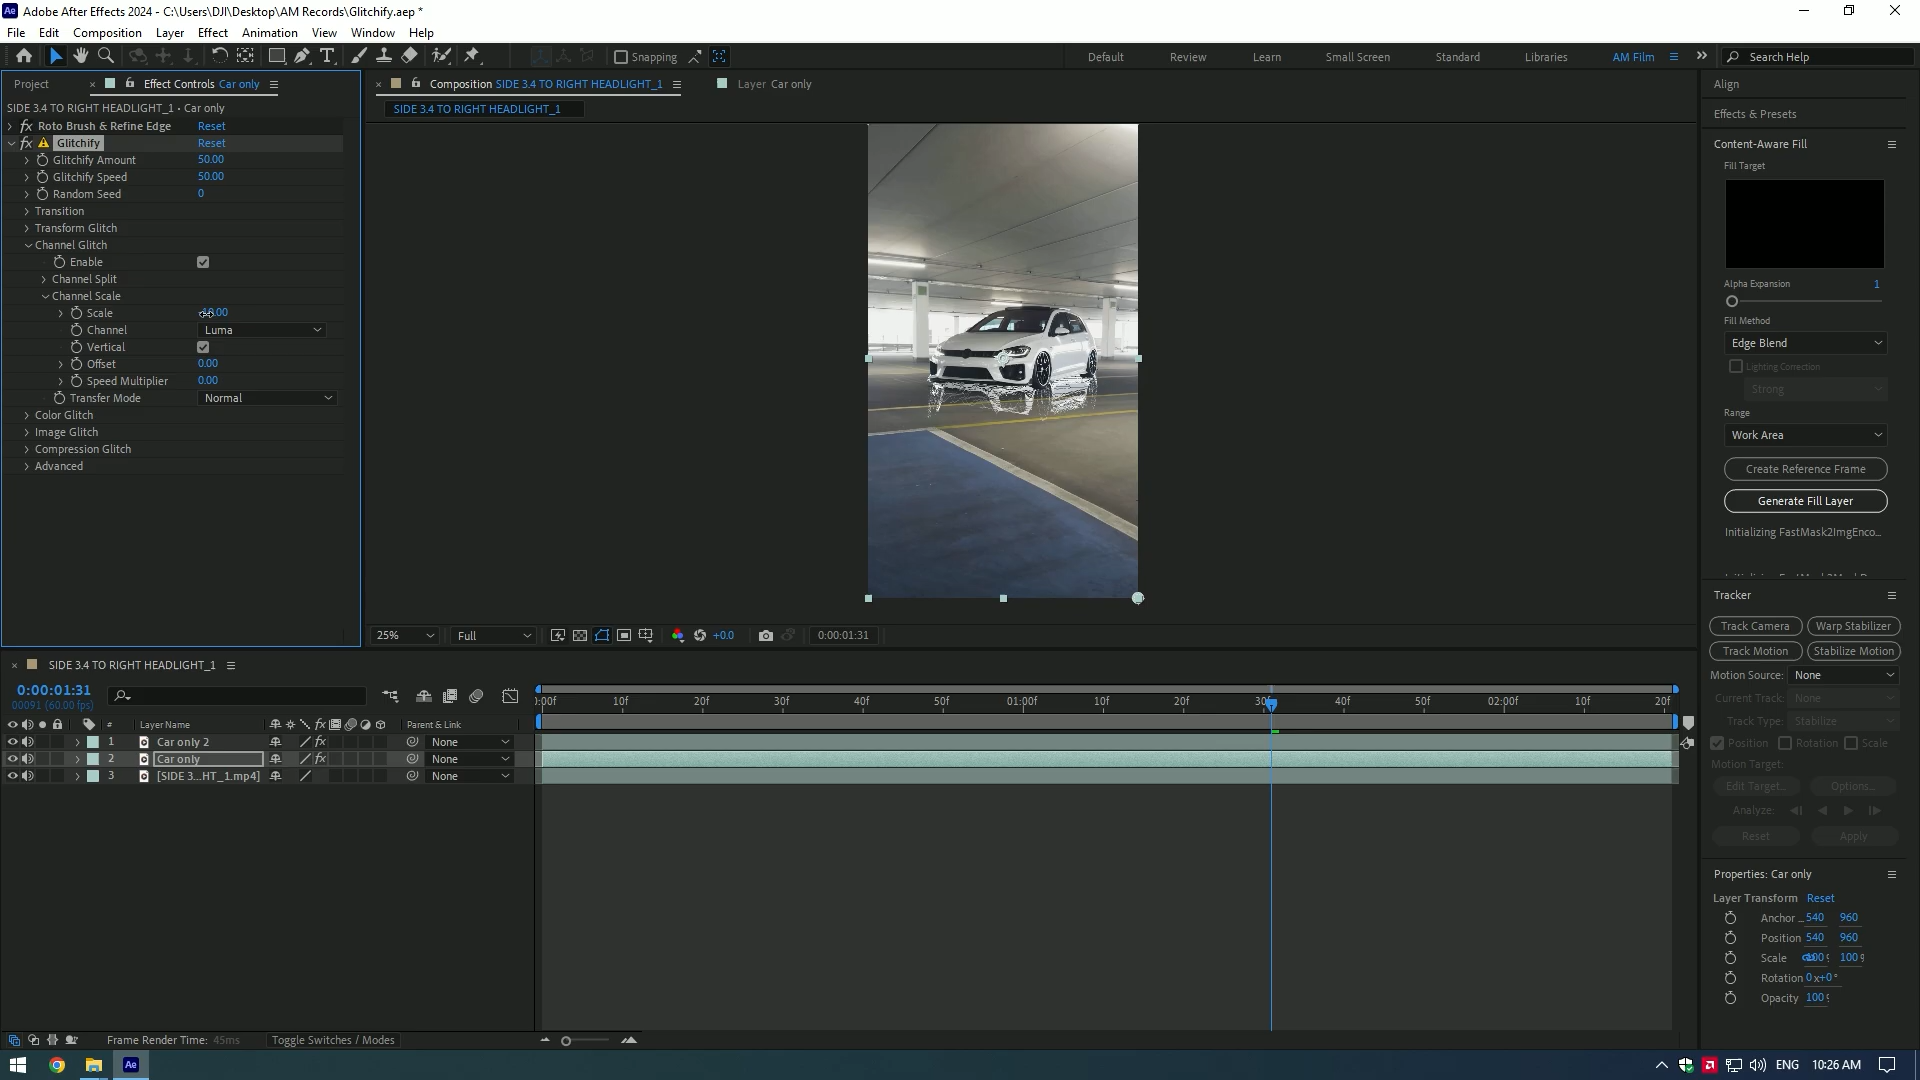 Adobe After Effects 2024 - C:\Users\DJI\Desktop\AM Records\Glitchify.aep *
File Edit Composition Layer Effect Animation View Window Help
Snapping
Default Review Learn Small Screen Standard Libraries AM Film Search Help
Project Effect Controls Car only
SIDE 3.4 TO RIGHT HEADLIGHT_1 • Car only
Roto Brush & Refine Edge Reset
Glitchify Reset
Glitchify Amount 50.00
Glitchify Speed 50.00
Random Seed 0
Transition
Transform Glitch
Channel Glitch
Enable
Channel Split
Channel Scale
Scale
Channel Luma
Vertical
Offset 0.00
Speed Multiplier 0.00
Transfer Mode Normal
Color Glitch
Image Glitch
Compression Glitch
Advanced
Composition SIDE 3.4 TO RIGHT HEADLIGHT_1 Layer Car only
SIDE 3.4 TO RIGHT HEADLIGHT_1
25% Full +0.0 0:00:01:31
Align
Effects & Presets
Content-Aware Fill
Fill Target
Alpha Expansion 1
Fill Method
Edge Blend
Lighting Correction
Strong
Range
Work Area
Create Reference Frame
Generate Fill Layer
Initializing FastMask2ImgEnco...
Tracker
Track Camera Warp Stabilizer
Track Motion Stabilize Motion
Motion Source: None
Current Track: None
Track Type: Stabilize
Position Rotation Scale
Motion Target:
Edit Target... Options...
Analyze:
Reset Apply
Properties: Car only
Layer Transform Reset
Anchor ... 540 960
Position 540 960
Scale 100 100
Rotation 0x+0°
Opacity 100
SIDE 3.4 TO RIGHT HEADLIGHT_1
0:00:01:31
00091 (60.00 fps)
:00f 10f 20f 30f 40f 50f 01:00f 10f 20f 30f 40f 50f 02:00f 10f 20f
# Layer Name Parent & Link
1 Car only 2 None
2 Car only None
3 [SIDE 3...HT_1.mp4] None
Frame Render Time: 45ms Toggle Switches / Modes
Ae ENG 10:26 AM